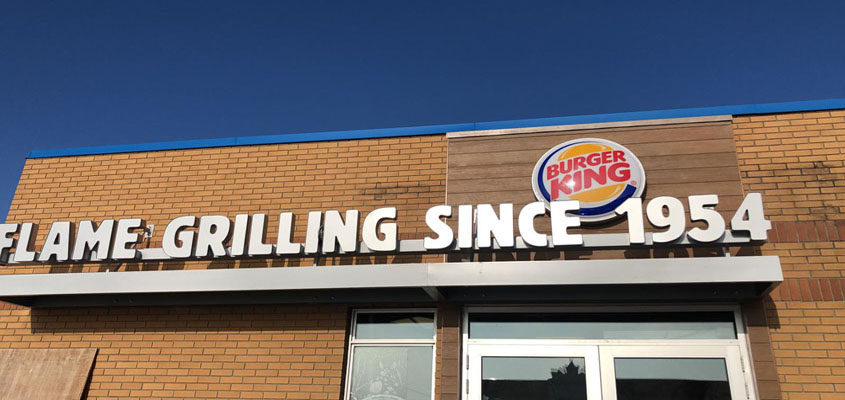 BURGER
KING
FLAME GRILLING SINCE 1954